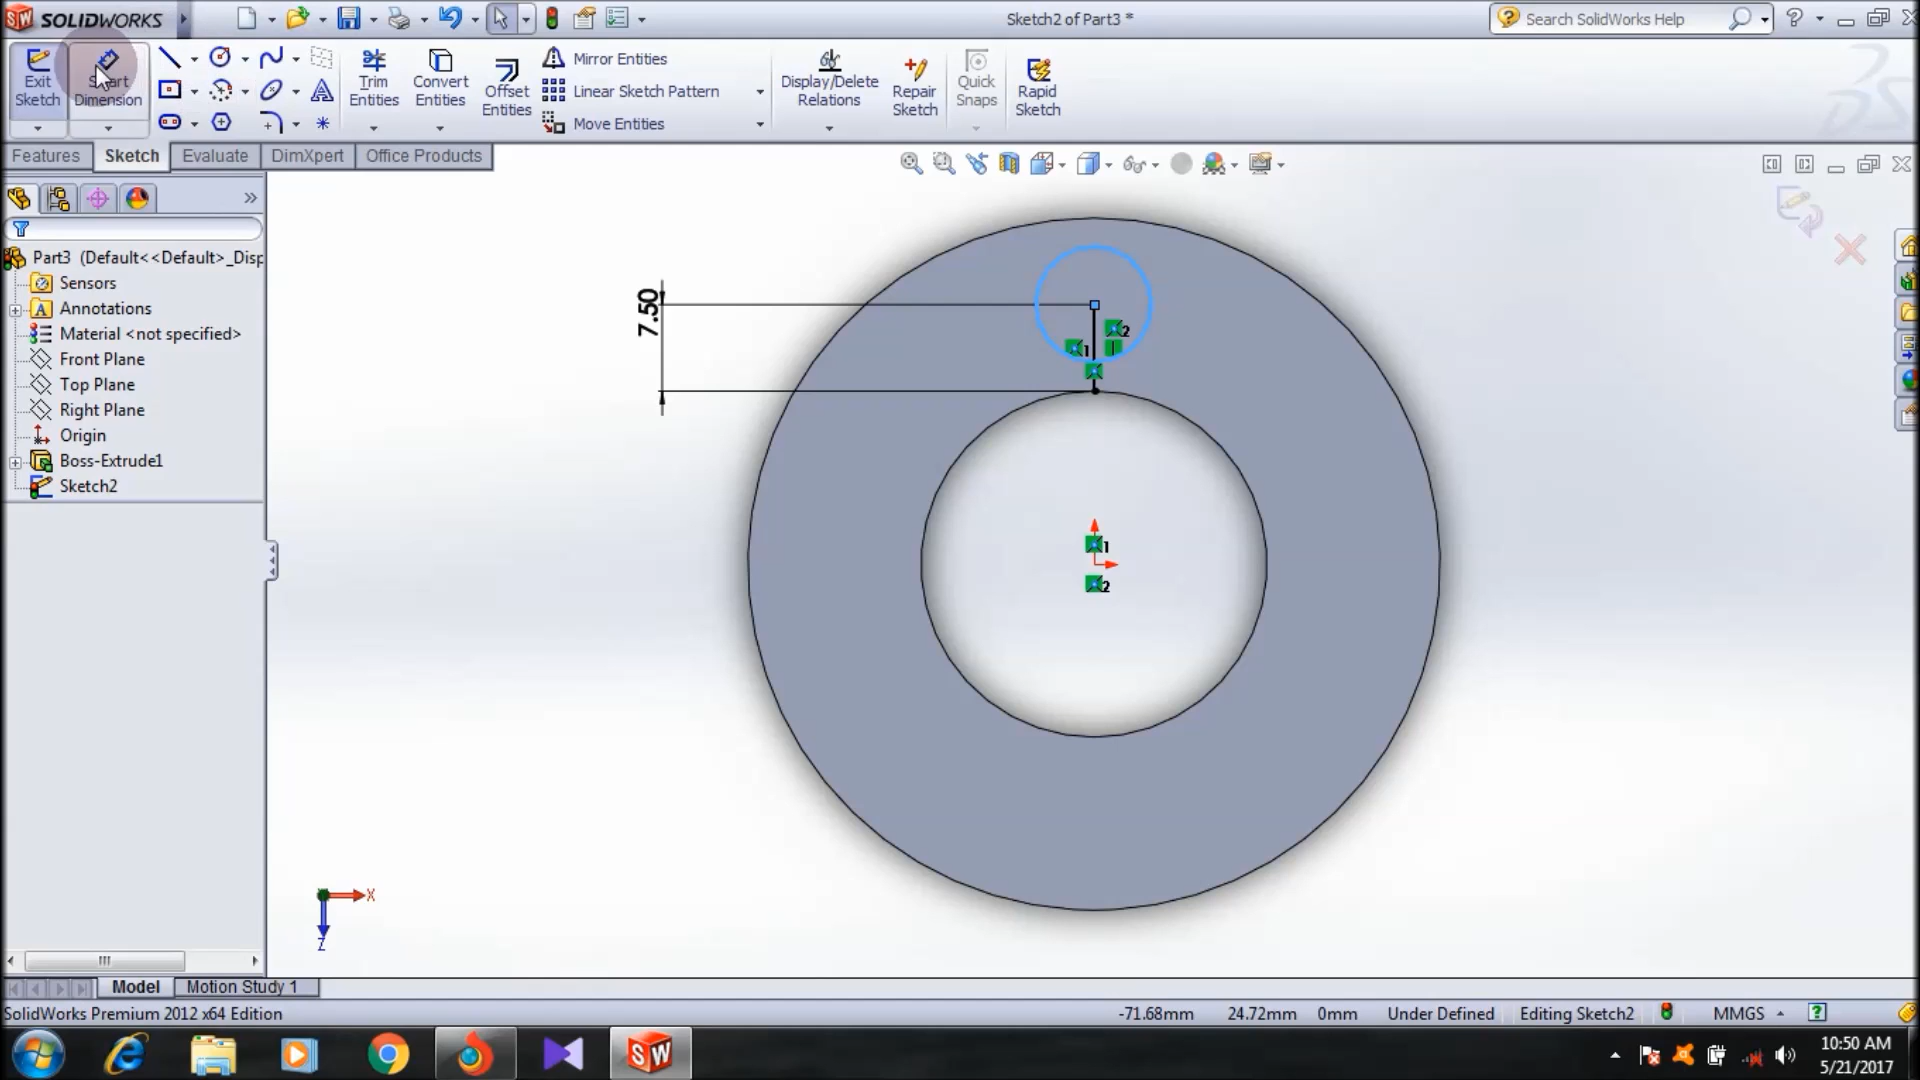 SOLIDWORKS
Sketch2 of Part3 *
Search SolidWorks Help
Exit
Sketch
Smart
Dimension
Trim
Entities
Convert
Entities
Offset
Entities
Mirror Entities
Linear Sketch Pattern
Move Entities
Display/Delete
Relations
Repair
Sketch
Quick
Snaps
Rapid
Sketch
Features
Sketch
Evaluate
DimXpert
Office Products
Part3 (Default<<Default>_Disp
Sensors
Annotations
Material <not specified>
Front Plane
Top Plane
Right Plane
Origin
Boss-Extrude1
Sketch2
7.50
2
1
1
2
X
Z
Model
Motion Study 1
SolidWorks Premium 2012 x64 Edition
-71.68mm
24.72mm
0mm
Under Defined
Editing Sketch2
MMGS
10:50 AM
5/21/2017